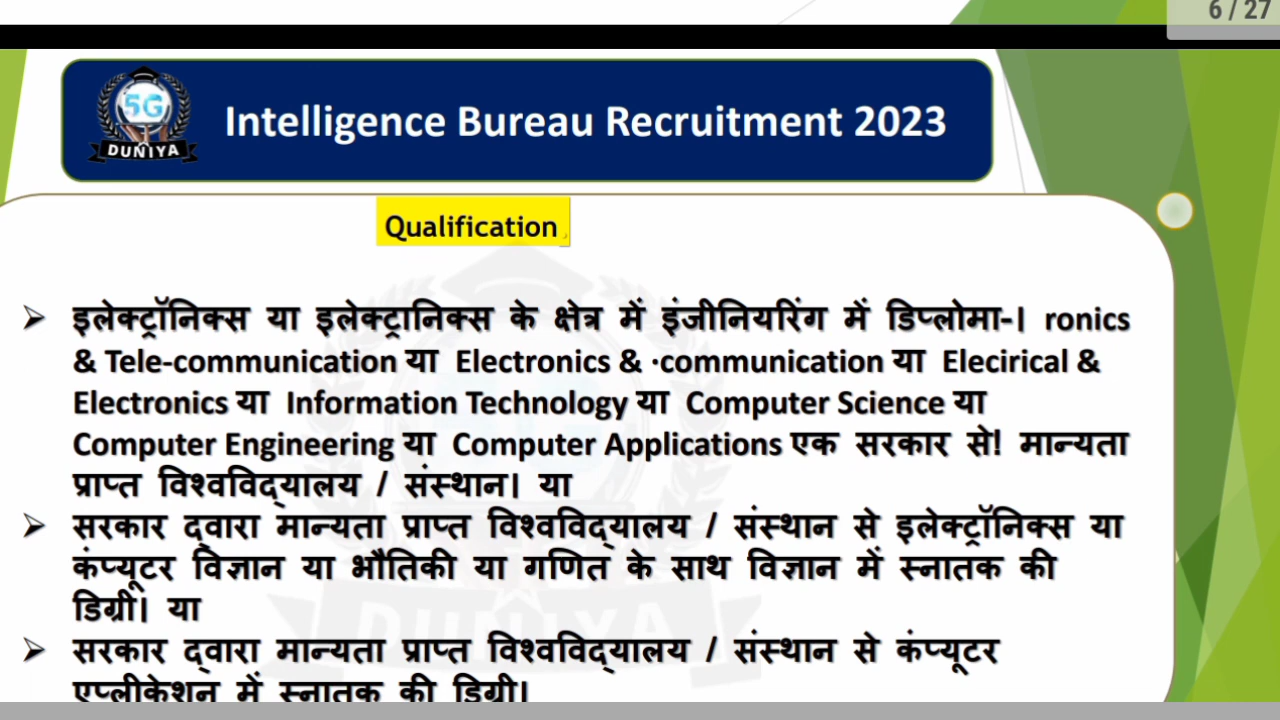 6 / 27
5G
DUNIYA
Intelligence Bureau Recruitment 2023
Qualification
➢ इलेक्ट्रॉनिक्स या इलेक्ट्रानिक्स के क्षेत्र में इंजीनियरिंग में डिप्लोमा-। ronics
& Tele-communication या Electronics & ·communication या Elecirical &
Electronics या Information Technology या Computer Science या
Computer Engineering या Computer Applications एक सरकार से! मान्यता
प्राप्त विश्वविद्यालय / संस्थान। या
➢ सरकार द्वारा मान्यता प्राप्त विश्वविद्यालय / संस्थान से इलेक्ट्रॉनिक्स या
कंप्यूटर विज्ञान या भौतिकी या गणित के साथ विज्ञान में स्नातक की
डिग्री। या
➢ सरकार द्वारा मान्यता प्राप्त विश्वविद्यालय / संस्थान से कंप्यूटर
एप्लीकेशन में स्नातक की डिग्री।
DUNIYA